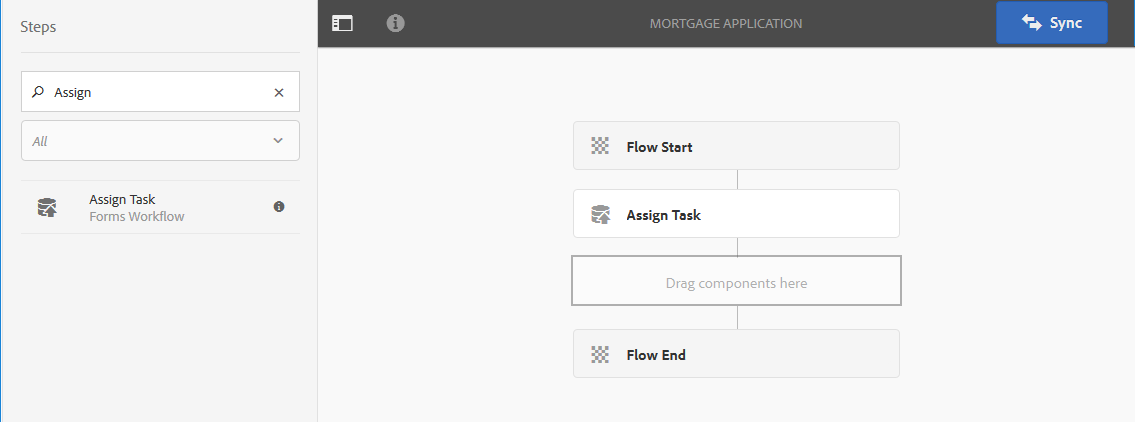 Steps
MORTGAGE APPLICATION
Sync
Assign
All
Assign Task
Forms Workflow
Flow Start
Assign Task
Drag components here
Flow End